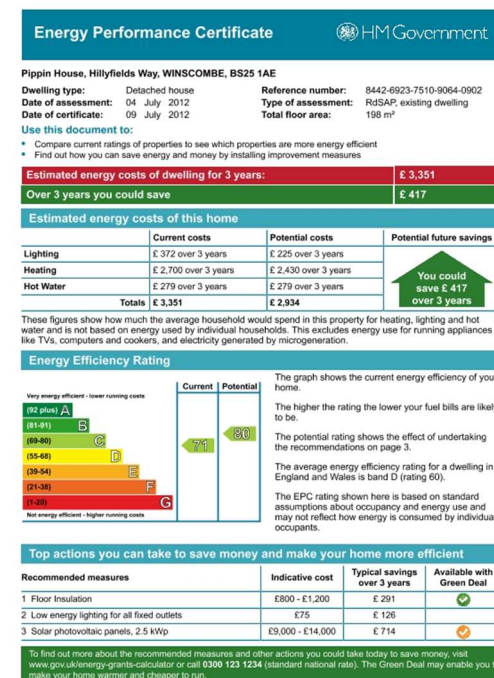 Energy Performance Certificate
HM Government
Pippin House, Hillyfields Way, WINSCOMBE, BS25 1AE
Dwelling type: Detached house
Date of assessment: 04 July 2012
Date of certificate: 09 July 2012
Reference number: 8442-6923-7510-9064-0902
Type of assessment: RdSAP, existing dwelling
Total floor area: 198 m²
Use this document to:
• Compare current ratings of properties to see which properties are more energy efficient
• Find out how you can save energy and money by installing improvement measures
Estimated energy costs of dwelling for 3 years: £ 3,351
Over 3 years you could save £ 417
Estimated energy costs of this home
Current costs Potential costs Potential future savings
Lighting £ 372 over 3 years £ 225 over 3 years
Heating £ 2,700 over 3 years £ 2,430 over 3 years
Hot Water £ 279 over 3 years £ 279 over 3 years
Totals £ 3,351 £ 2,934
You could
save £ 417
over 3 years
These figures show how much the average household would spend in this property for heating, lighting and hot
water and is not based on energy used by individual households. This excludes energy use for running appliances
like TVs, computers and cookers, and electricity generated by microgeneration.
Energy Efficiency Rating
Current Potential
Very energy efficient - lower running costs
(92 plus) A
(81-91) B
(69-80) C
(55-68) D
(39-54) E
(21-38) F
(1-20) G
Not energy efficient - higher running costs
71
80
The graph shows the current energy efficiency of you
home.
The higher the rating the lower your fuel bills are likel
to be.
The potential rating shows the effect of undertaking
the recommendations on page 3.
The average energy efficiency rating for a dwelling in
England and Wales is band D (rating 60).
The EPC rating shown here is based on standard
assumptions about occupancy and energy use and
may not reflect how energy is consumed by individua
occupants.
Top actions you can take to save money and make your home more efficient
Recommended measures Indicative cost Typical savings over 3 years Available with Green Deal
1 Floor Insulation £800 - £1,200 £ 291
2 Low energy lighting for all fixed outlets £75 £ 126
3 Solar photovoltaic panels, 2.5 kWp £9,000 - £14,000 £ 714
To find out more about the recommended measures and other actions you could take today to save money, visit
www.gov.uk/energy-grants-calculator or call 0300 123 1234 (standard national rate). The Green Deal may enable you t
make your home warmer and cheaper to run.